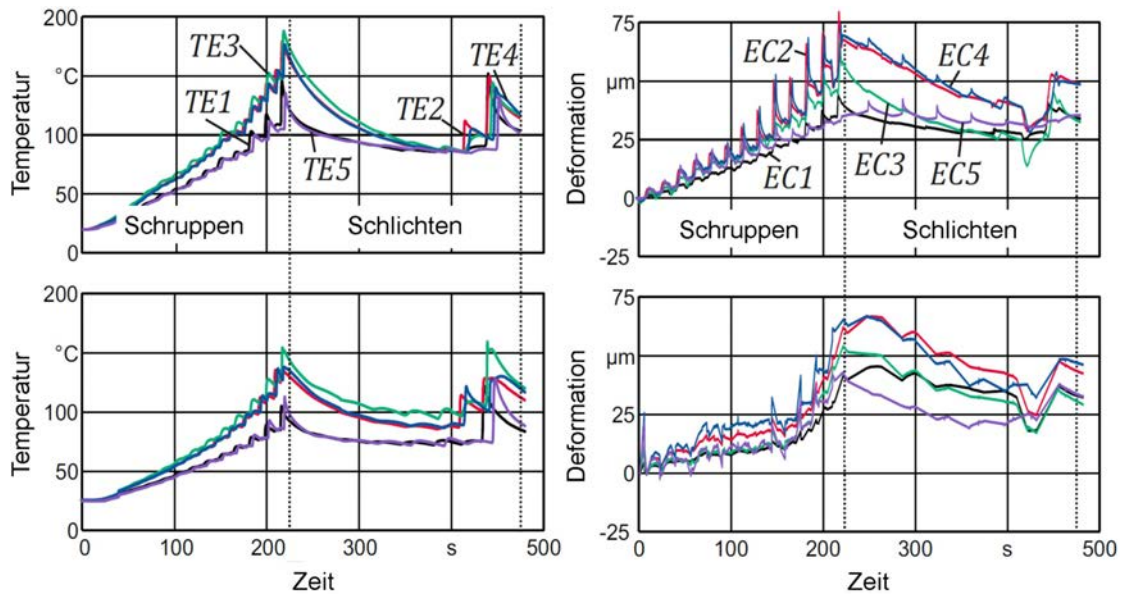 Temperatur
200
°C
100
50
0
TE3
TE1
TE5
TE2
TE4
Schruppen
Schlichten
Deformation
75
µm
25
0
-25
EC2
EC4
EC1
EC3
EC5
Schruppen
Schlichten
Temperatur
200
°C
100
50
0
0
100
200
300
s
500
Zeit
Deformation
75
µm
25
0
-25
0
100
200
300
s
500
Zeit